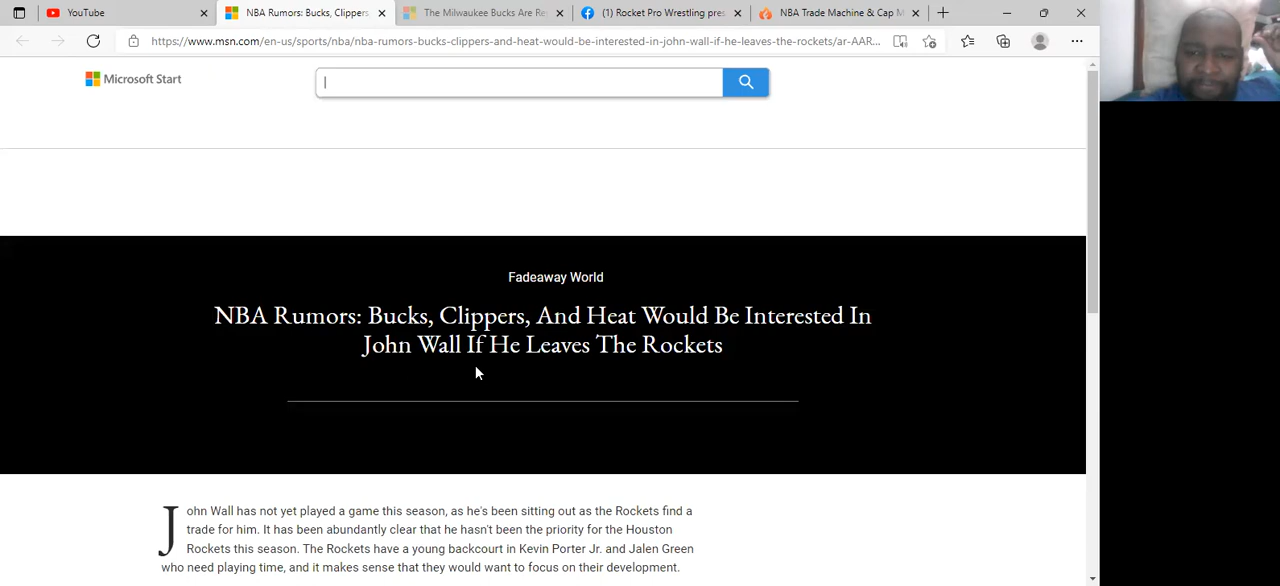 YouTube
NBA Rumors: Bucks, Clippers
The Milwaukee Bucks Are Re
(1) Rocket Pro Wrestling pres
NBA Trade Machine & Cap M
https://www.msn.com/en-us/sports/nba/nba-rumors-bucks-clippers-and-heat-would-be-interested-in-john-wall-if-he-leaves-the-rockets/ar-AAR...
Microsoft Start
Fadeaway World
NBA Rumors: Bucks, Clippers, And Heat Would Be Interested In
John Wall If He Leaves The Rockets
John Wall has not yet played a game this season, as he's been sitting out as the Rockets find a
trade for him. It has been abundantly clear that he hasn't been the priority for the Houston
Rockets this season. The Rockets have a young backcourt in Kevin Porter Jr. and Jalen Green
who need playing time, and it makes sense that they would want to focus on their development.